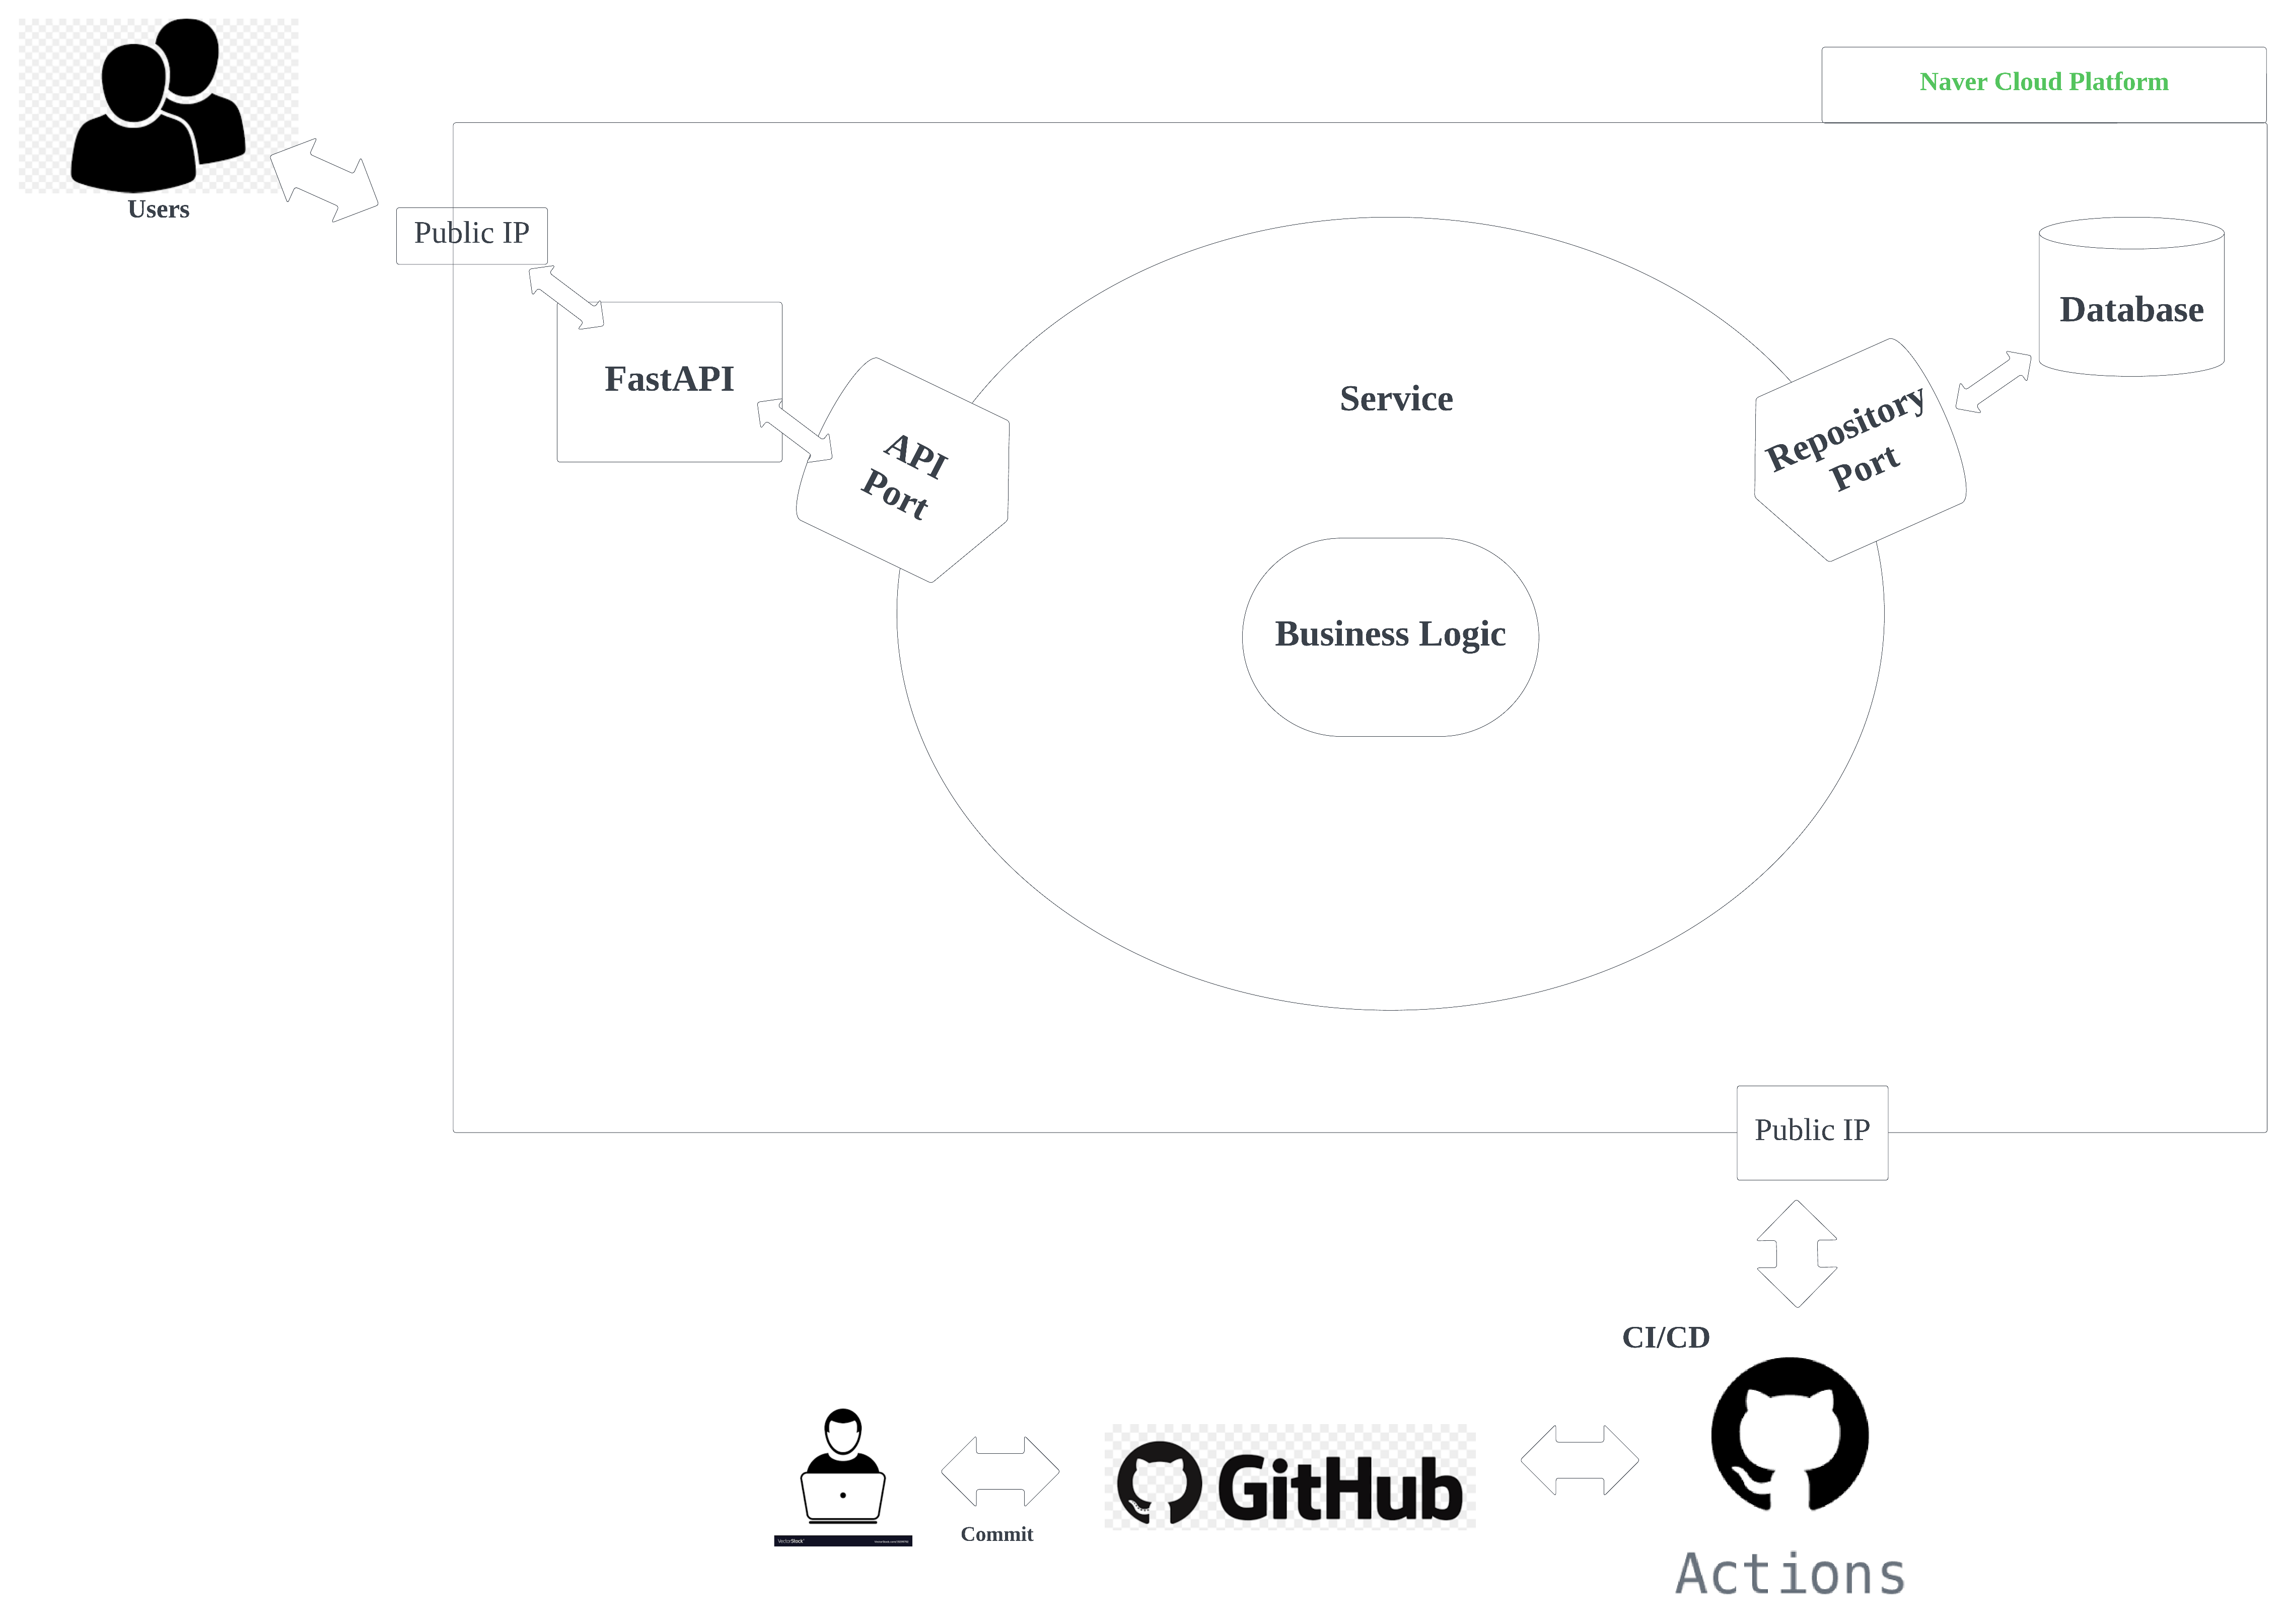 Naver Cloud Platform
Users
Public IP
FastAPI
API
Port
Service
Business Logic
Repository
Port
Database
Public IP
CI/CD
GitHub
Commit
VectorStock
Actions